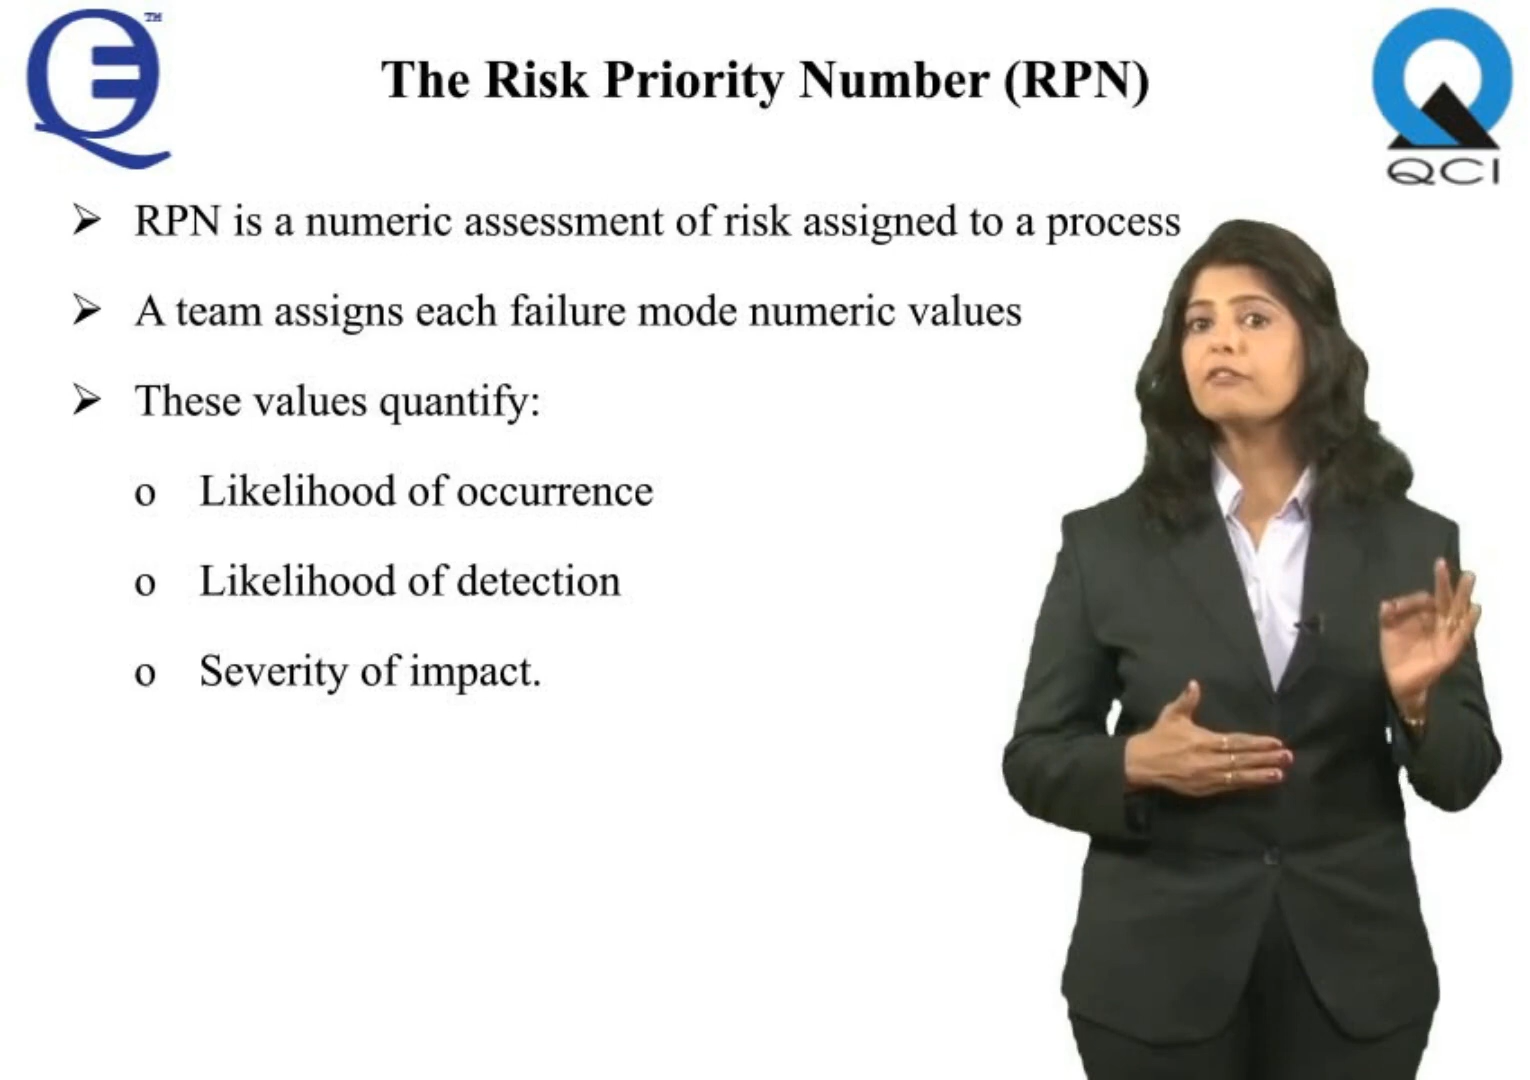 TM
The Risk Priority Number (RPN)
QCI
➢ RPN is a numeric assessment of risk assigned to a process
➢ A team assigns each failure mode numeric values
➢ These values quantify:
o Likelihood of occurrence
o Likelihood of detection
o Severity of impact.